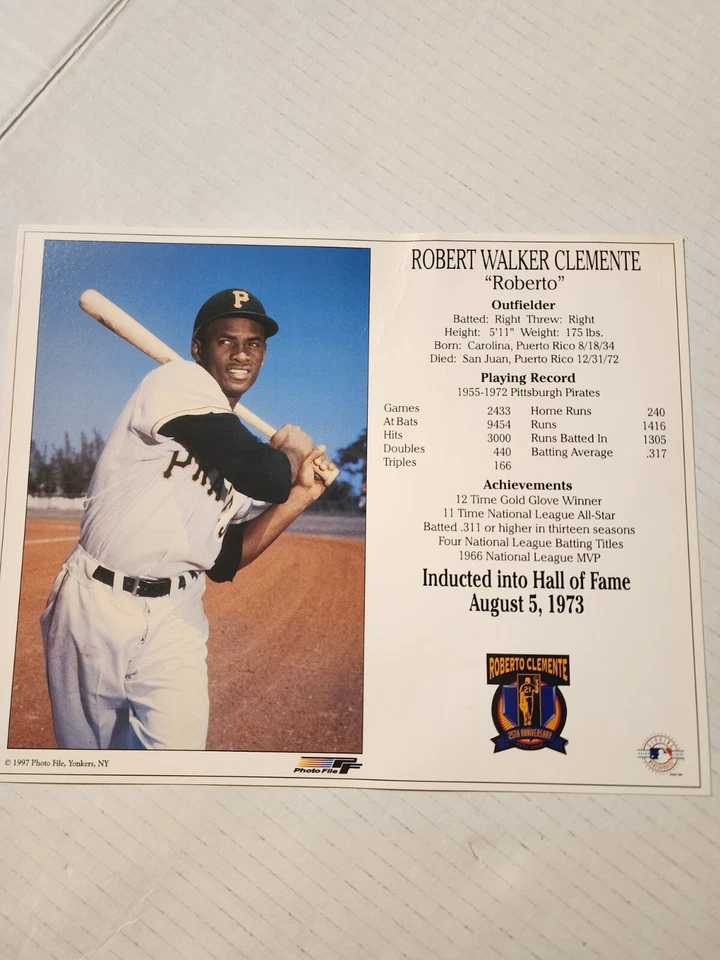 ROBERT WALKER CLEMENTE
“Roberto”
Outfielder
Batted: Right Threw: Right
Height: 5'11" Weight: 175 lbs.
Born: Carolina, Puerto Rico 8/18/34
Died: San Juan, Puerto Rico 12/31/72
Playing Record
1955-1972 Pittsburgh Pirates
Games 2433 Home Runs 240
At Bats 9454 Runs 1416
Hits 3000 Runs Batted In 1305
Doubles 440 Batting Average .317
Triples 166
Achievements
12 Time Gold Glove Winner
11 Time National League All-Star
Batted .311 or higher in thirteen seasons
Four National League Batting Titles
1966 National League MVP
Inducted into Hall of Fame
August 5, 1973
P
ROBERTO CLEMENTE
21
25TH ANNIVERSARY
© 1997 Photo File, Yonkers, NY
Photo File PF